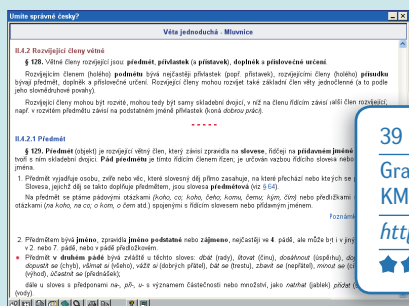 Umíte správně česky?
Věta jednoduchá - Mluvnice
II.4.2 Rozvíjející členy větné
§ 128. Větné členy rozvíjející jsou: předmět, přívlastek (a přístavek), doplněk a příslovečné určení.
Rozvíjejícím členem (holého) podmětu bývá nejčastěji přívlastek (popř. přístavek), rozvíjejícími členy (holého) přísudku
bývají předmět, doplněk a příslovečné určení. Rozvíjející členy mohou rozvíjet také základní člen věty jednočlenné (a to podle
jeho slovnědruhové povahy).
Rozvíjející členy mohou být samy rozvité, mohou tedy být samy skladební dvojicí, v níž na členu řídícím závisí další člen rozvíjející,
např. v rozvitém předmětu závisí na podstatném jméně přívlastek (koná dobrou práci).
II.4.2.1 Předmět
§ 129. Předmět (objekt) je rozvíjející větný člen, který závisí zpravidla na slovese, řidčeji na přídavném jméně
tvoří s ním skladební dvojici. Pád předmětu je tímto řídícím členem řízen; je určován vazbou řídícího slovesa nebo
jména.
1. Předmět vyjadřuje osobu, zvíře nebo věc, které slovesný děj přímo zasahuje, na které přechází nebo kterých se
Slovesa, jejichž děj se takto doplňuje předmětem, jsou slovesa předmětová (viz § 64).
Na předmět se ptáme pádovými otázkami (koho, co; koho, čeho; komu, čemu; kým, čím) nebo předložkami
otázkami (na koho, na co; o kom, o čem atd.) spojenými s řídícím slovesem nebo přídavným jménem.
Poznámk
2. Předmětem bývá jméno, zpravidla jméno podstatné nebo zájmeno, nejčastěji ve 4. pádě, ale může být i v jiný
v 2. nebo 7. pádě, nebo v pádě předložkovém.
Předmět v druhém pádě bývá zvláště u těchto sloves: dbát (rady), litovat (činu), dosáhnout (úspěchu),
dopustit se (chyby), všímat si (všeho), vážit si (dobrých přátel), bát se (trestu), zbavit se (nepřátel), minout se
výhod), účastnit se (přednášek);
dále u sloves s předponami na-, při-, u- s významem částečnosti nebo množství, jako natrhat (jablek) přidat
(vody).
39
Gra
KM
http